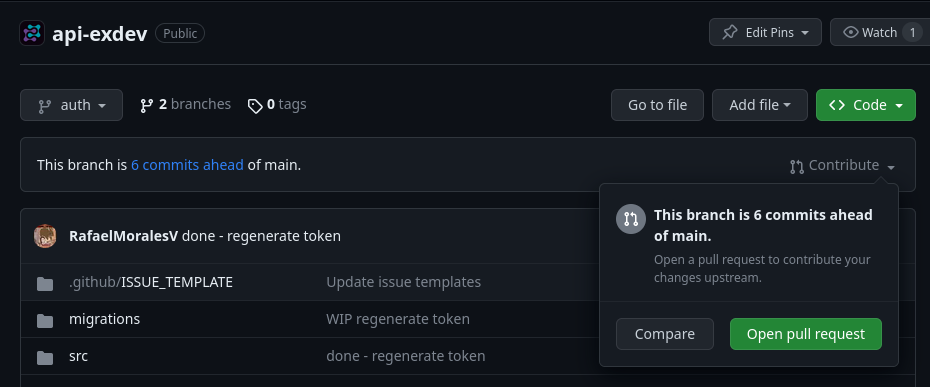 api-exdev Public Edit Pins Watch 1
auth 2 branches 0 tags Go to file Add file Code
This branch is 6 commits ahead of main. Contribute
This branch is 6 commits ahead
of main.
Open a pull request to contribute your
changes upstream.
Compare Open pull request
RafaelMoralesV done - regenerate token
.github/ISSUE_TEMPLATE Update issue templates
migrations WIP regenerate token
src done - regenerate token